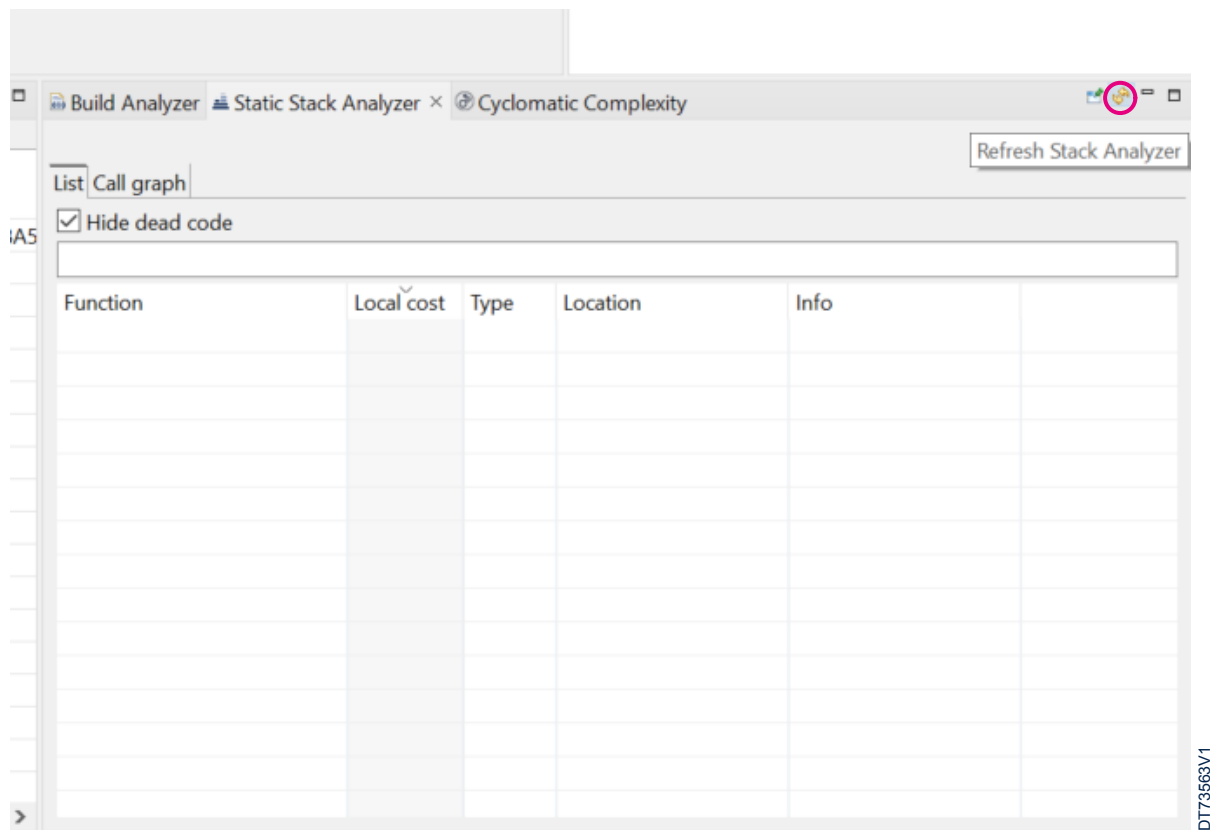 Build Analyzer Static Stack Analyzer Cyclomatic Complexity
Refresh Stack Analyzer
List Call graph
Hide dead code
A5
Function Local cost Type Location Info
DT73563V1